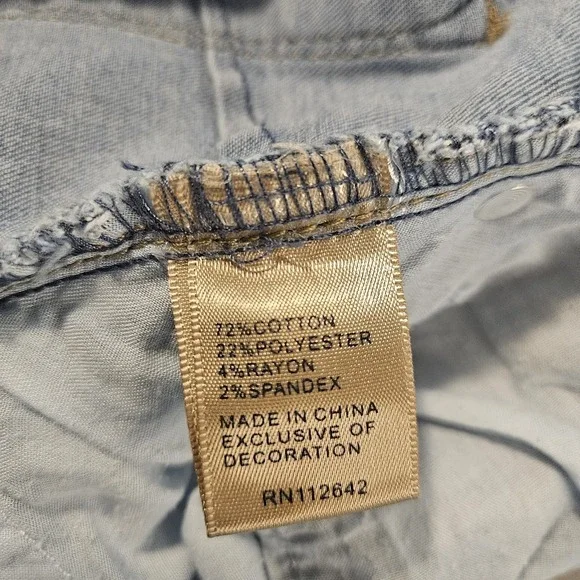 72%COTTON
22%POLYESTER
4%RAYON
2%SPANDEX
MADE IN CHINA
EXCLUSIVE OF
DECORATION
RN112642